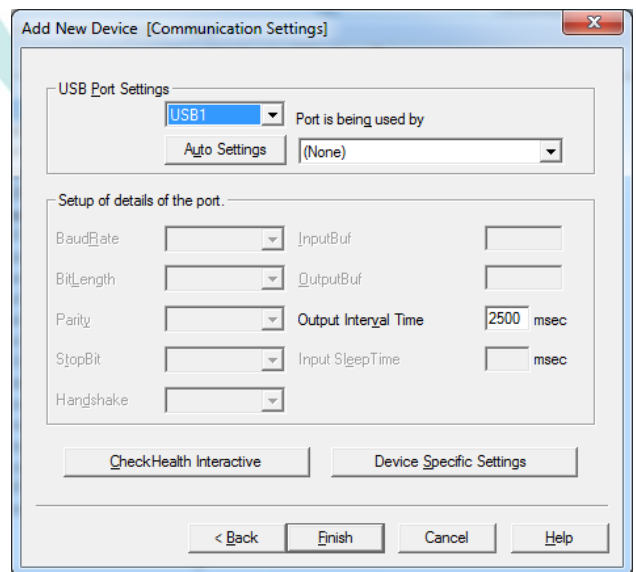 Add New Device [Communication Settings]
USB Port Settings
USB1
Port is being used by
Auto Settings
(None)
Setup of details of the port.
BaudRate
InputBuf
BitLength
OutputBuf
Parity
Output Interval Time
2500
msec
StopBit
Input SleepTime
msec
Handshake
CheckHealth Interactive
Device Specific Settings
< Back
Finish
Cancel
Help